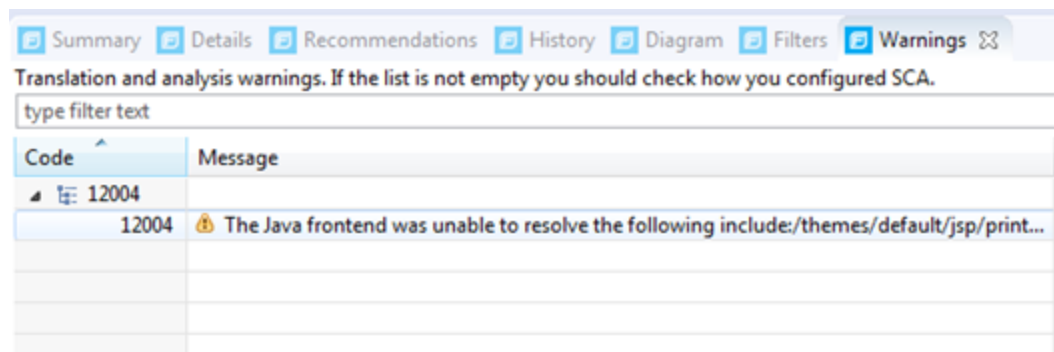 Summary Details Recommendations History Diagram Filters Warnings
Translation and analysis warnings. If the list is not empty you should check how you configured SCA.
type filter text
Code Message
12004
12004 The Java frontend was unable to resolve the following include:/themes/default/jsp/print...